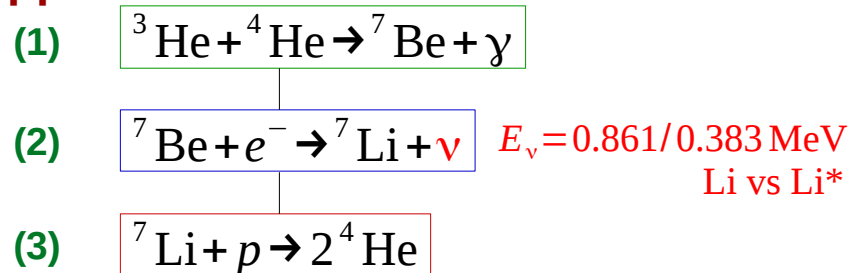 (1) ³He+⁴He→⁷Be+γ
(2) ⁷Be+e⁻→⁷Li+ν E_ν=0.861/0.383 MeV
Li vs Li*
(3) ⁷Li+p→2⁴He